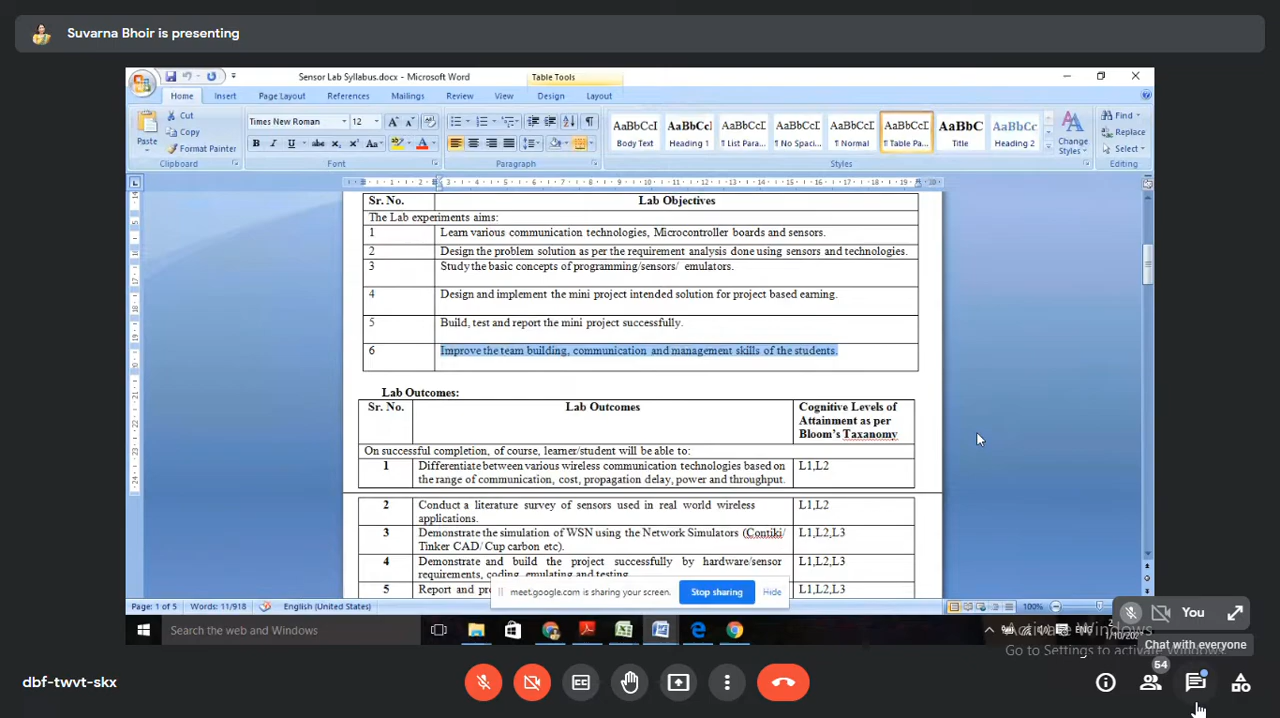 Suvarna Bhoir is presenting
Sensor Lab Syllabus.docx - Microsoft Word
Table Tools
Home Insert Page Layout References Mailings Review View Design Layout
Cut
Copy
Format Painter
Paste
Clipboard
Times New Roman 12
Font
Paragraph
AaBbCcI AaBbCcI AaBbCcD AaBbCcD AaBbCcD AaBbCcD AaBbC AaBbCc
Body Text Heading 1 ¶ List Para... ¶ No Spaci... ¶ Normal ¶ Table Pa... Title Heading 2
Change
Styles
Styles
Find
Replace
Select
Editing
Sr. No. Lab Objectives
The Lab experiments aims:
1 Learn various communication technologies, Microcontroller boards and sensors.
2 Design the problem solution as per the requirement analysis done using sensors and technologies.
3 Study the basic concepts of programming/sensors/ emulators.
4 Design and implement the mini project intended solution for project based earning.
5 Build, test and report the mini project successfully.
6 Improve the team building, communication and management skills of the students.
Lab Outcomes:
Sr. No. Lab Outcomes Cognitive Levels of
Attainment as per
Bloom's Taxanomy
On successful completion, of course, learner/student will be able to:
1 Differentiate between various wireless communication technologies based on L1,L2
the range of communication, cost, propagation delay, power and throughput.
2 Conduct a literature survey of sensors used in real world wireless L1,L2
applications.
3 Demonstrate the simulation of WSN using the Network Simulators (Contiki/ L1,L2,L3
Tinker CAD/ Cup carbon etc).
4 Demonstrate and build the project successfully by hardware/sensor L1,L2,L3
requirements, coding, emulating and testing.
5 Report and L1,L2,L3
meet.google.com is sharing your screen. Stop sharing Hide
Page: 1 of 5 Words: 11/918 English (United States) 100%
Search the web and Windows
ENG
You
Activate Windows
Go to Settings to activate Windows.
Chat with everyone
54
dbf-twvt-skx